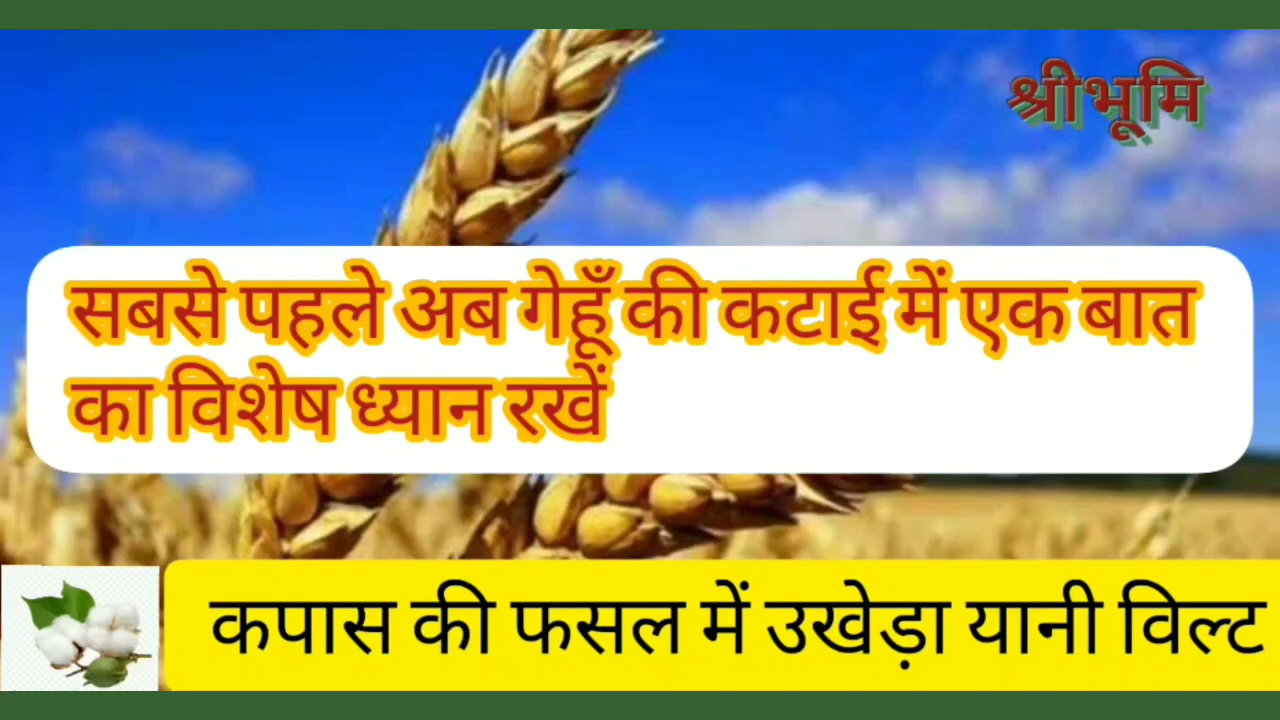 श्रीभूमि
सबसे पहले अब गेहूँ की कटाई में एक बात
का विशेष ध्यान रखें
कपास की फसल में उखेड़ा यानी विल्ट